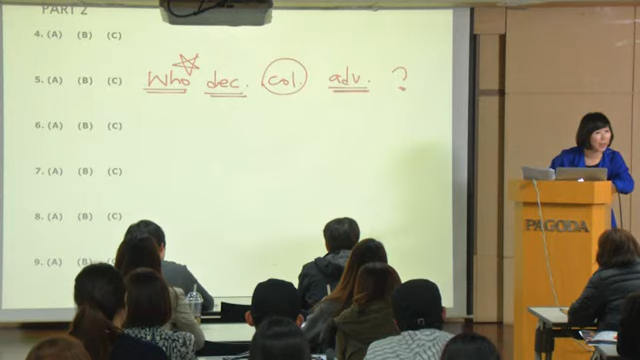 PART 2
4. (A) (B) (C)
5. (A) (B) (C) Who dec. col. adv. ?
6. (A) (B) (C)
7. (A) (B) (C)
8. (A) (B) (C)
9. (A) (B) (C)
PAGODA